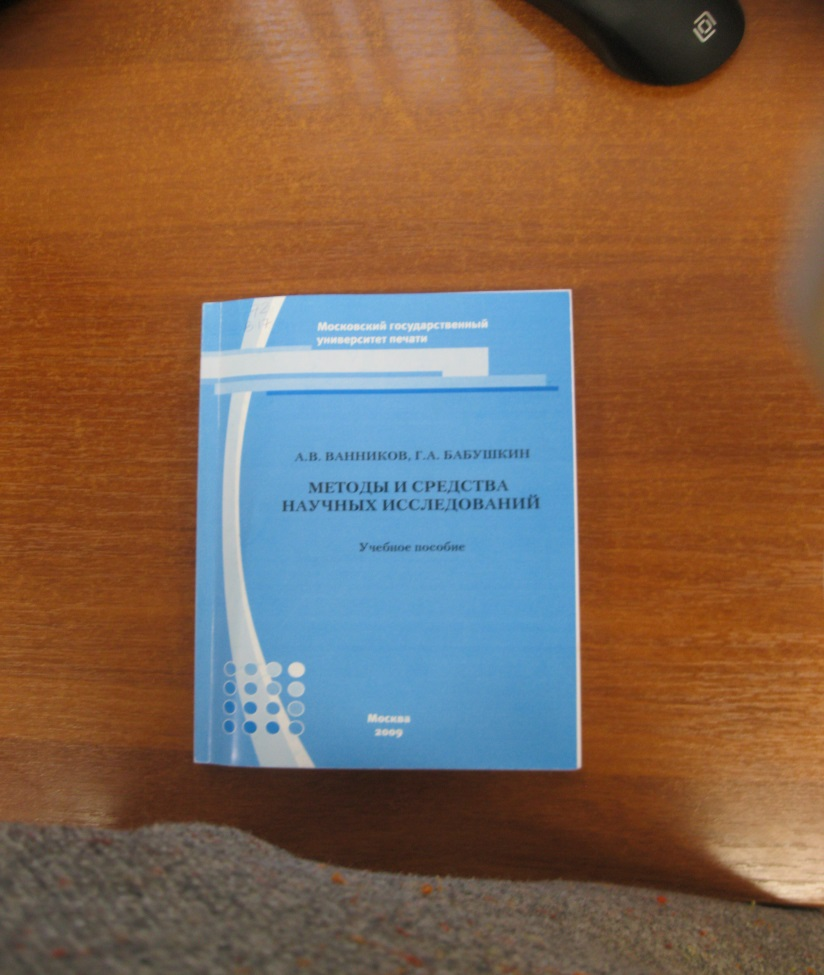 Московский государственный
университет печати
А.В. ВАННИКОВ, Г.А. БАБУШКИН
МЕТОДЫ И СРЕДСТВА
НАУЧНЫХ ИССЛЕДОВАНИЙ
Учебное пособие
Москва
2009